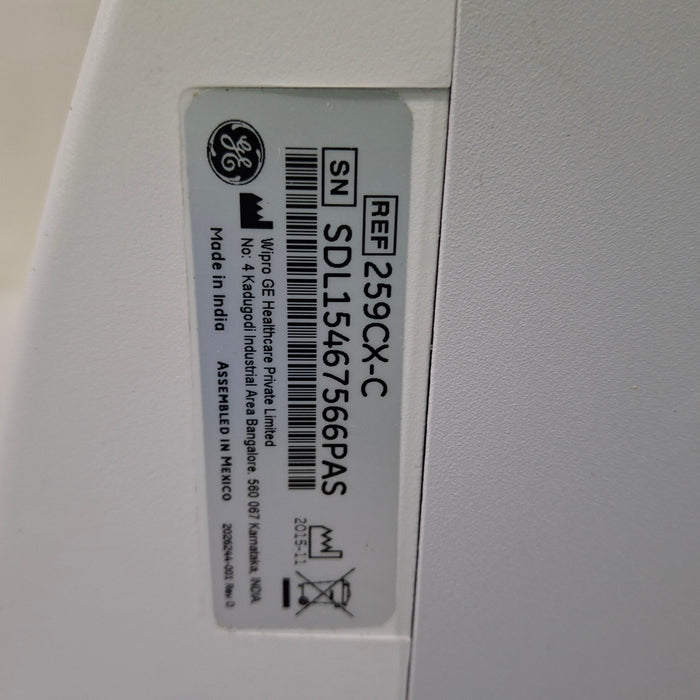 REF 259CX-C
SN SDL15467566PAS
2015-11
Wipro GE Healthcare Private Limited
No: 4 Kadugodi Industrial Area Bangalore, 560 067 Karnataka, INDIA.
Made in India
ASSEMBLED IN MEXICO
2026244-001 Rev D
GE